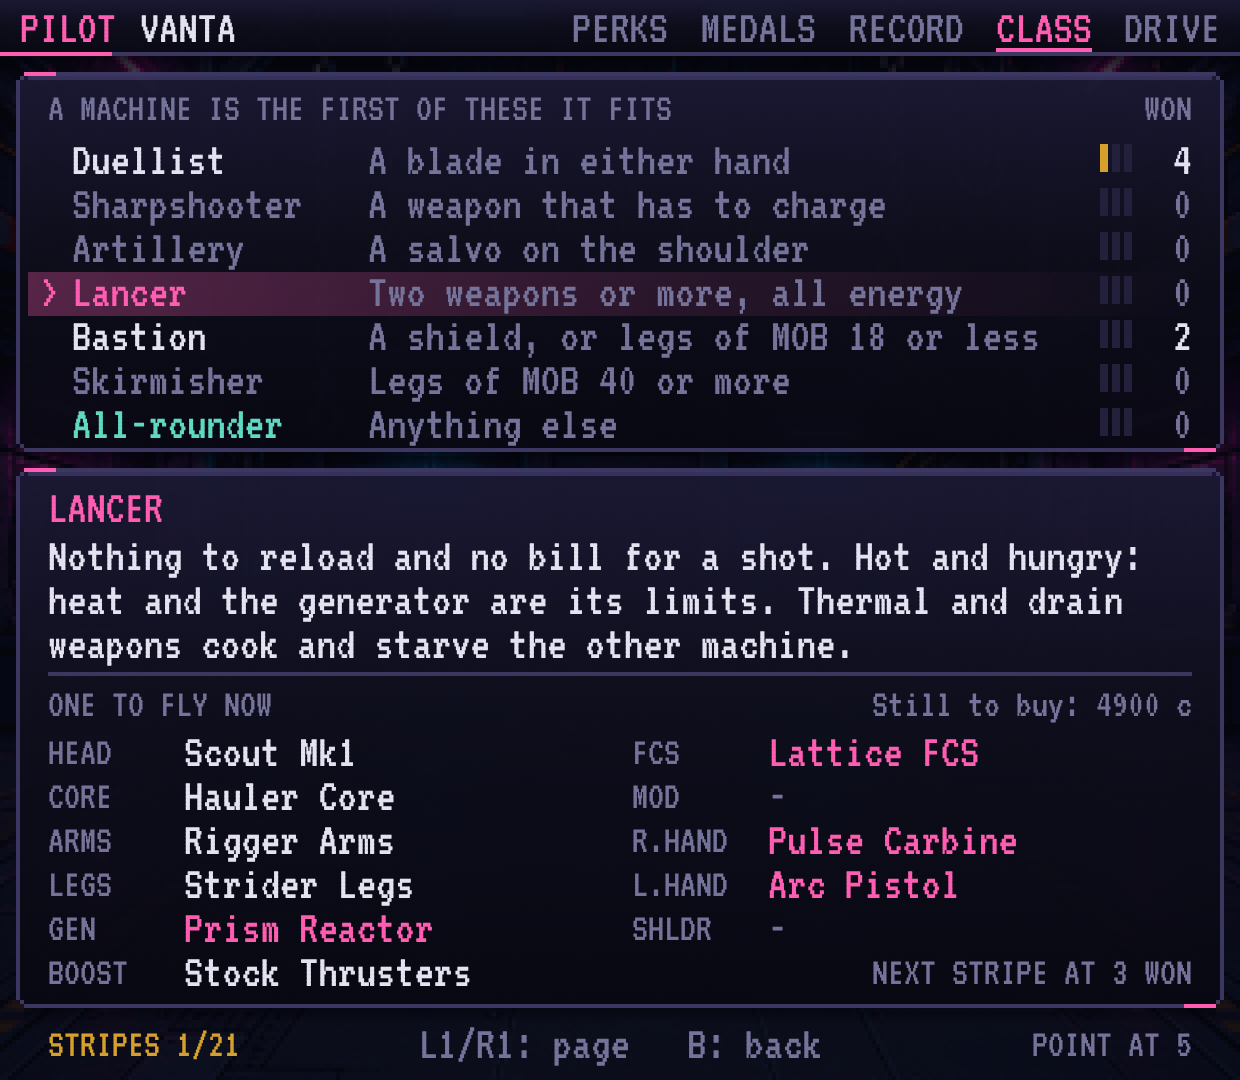 PILOT VANTA PERKS MEDALS RECORD CLASS DRIVE
A MACHINE IS THE FIRST OF THESE IT FITS WON
Duellist A blade in either hand 4
Sharpshooter A weapon that has to charge 0
Artillery A salvo on the shoulder 0
> Lancer Two weapons or more, all energy 0
Bastion A shield, or legs of MOB 18 or less 2
Skirmisher Legs of MOB 40 or more 0
All-rounder Anything else 0
LANCER
Nothing to reload and no bill for a shot. Hot and hungry:
heat and the generator are its limits. Thermal and drain
weapons cook and starve the other machine.
ONE TO FLY NOW Still to buy: 4900 c
HEAD Scout Mk1 FCS Lattice FCS
CORE Hauler Core MOD -
ARMS Rigger Arms R.HAND Pulse Carbine
LEGS Strider Legs L.HAND Arc Pistol
GEN Prism Reactor SHLDR -
BOOST Stock Thrusters NEXT STRIPE AT 3 WON
STRIPES 1/21 L1/R1: page B: back POINT AT 5